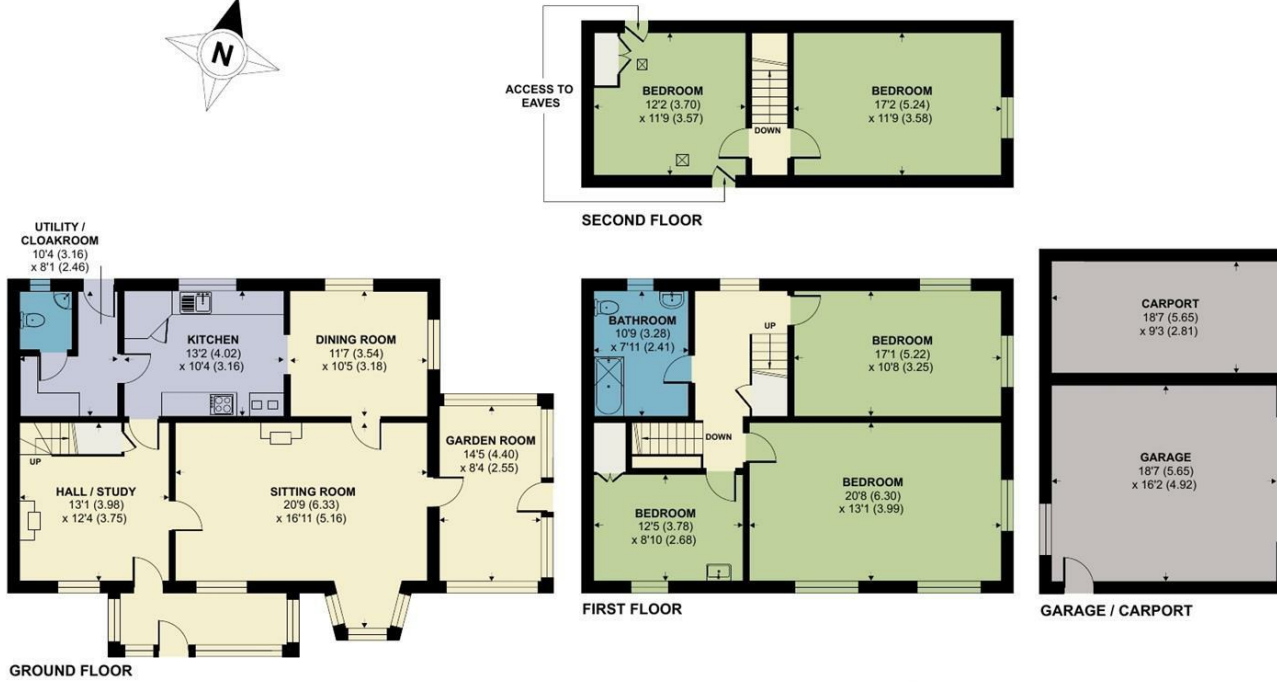 N
ACCESS TO
EAVES
BEDROOM
12'2 (3.70)
x 11'9 (3.57)
DOWN
BEDROOM
17'2 (5.24)
x 11'9 (3.58)
SECOND FLOOR
UTILITY /
CLOAKROOM
10'4 (3.16)
x 8'1 (2.46)
KITCHEN
13'2 (4.02)
x 10'4 (3.16)
DINING ROOM
11'7 (3.54)
x 10'5 (3.18)
UP
HALL / STUDY
13'1 (3.98)
x 12'4 (3.75)
SITTING ROOM
20'9 (6.33)
x 16'11 (5.16)
GARDEN ROOM
14'5 (4.40)
x 8'4 (2.55)
GROUND FLOOR
BATHROOM
10'9 (3.28)
x 7'11 (2.41)
UP
BEDROOM
17'1 (5.22)
x 10'8 (3.25)
DOWN
BEDROOM
12'5 (3.78)
x 8'10 (2.68)
BEDROOM
20'8 (6.30)
x 13'1 (3.99)
FIRST FLOOR
CARPORT
18'7 (5.65)
x 9'3 (2.81)
GARAGE
18'7 (5.65)
x 16'2 (4.92)
GARAGE / CARPORT